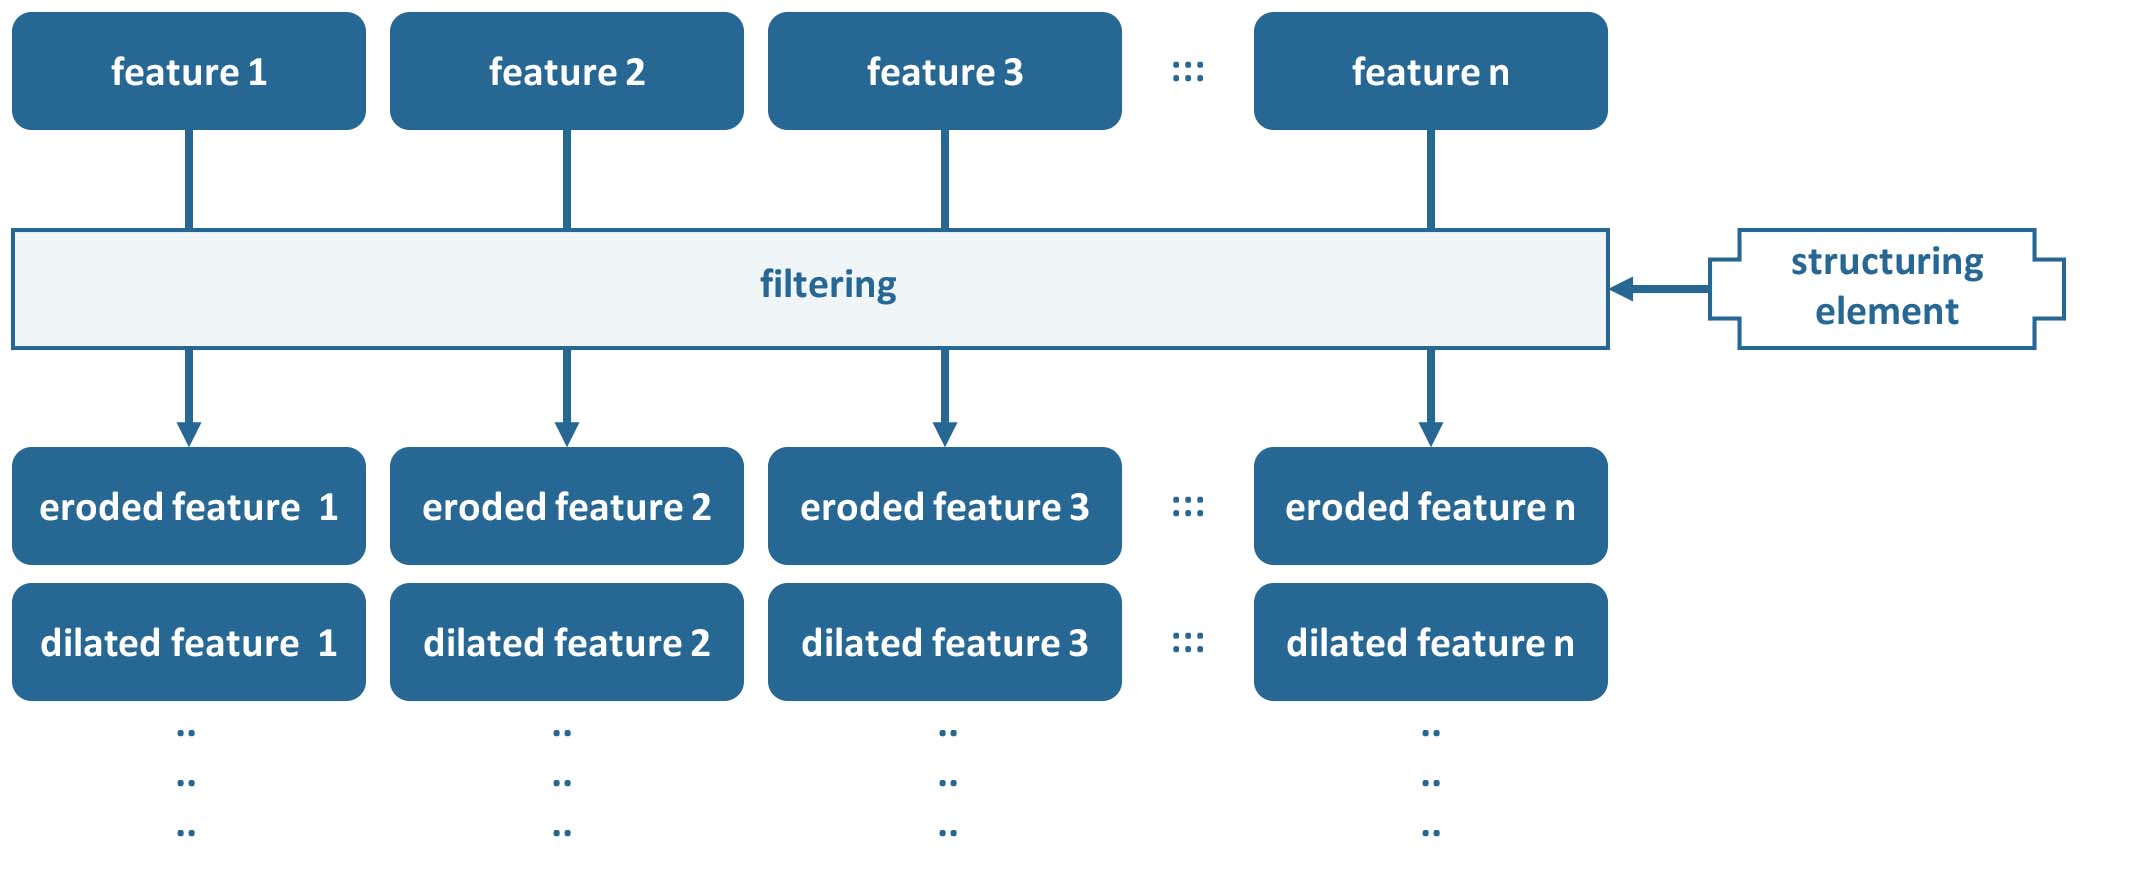 feature 1
feature 2
feature 3
feature n
filtering
structuring
element
eroded feature 1
eroded feature 2
eroded feature 3
eroded feature n
dilated feature 1
dilated feature 2
dilated feature 3
dilated feature n